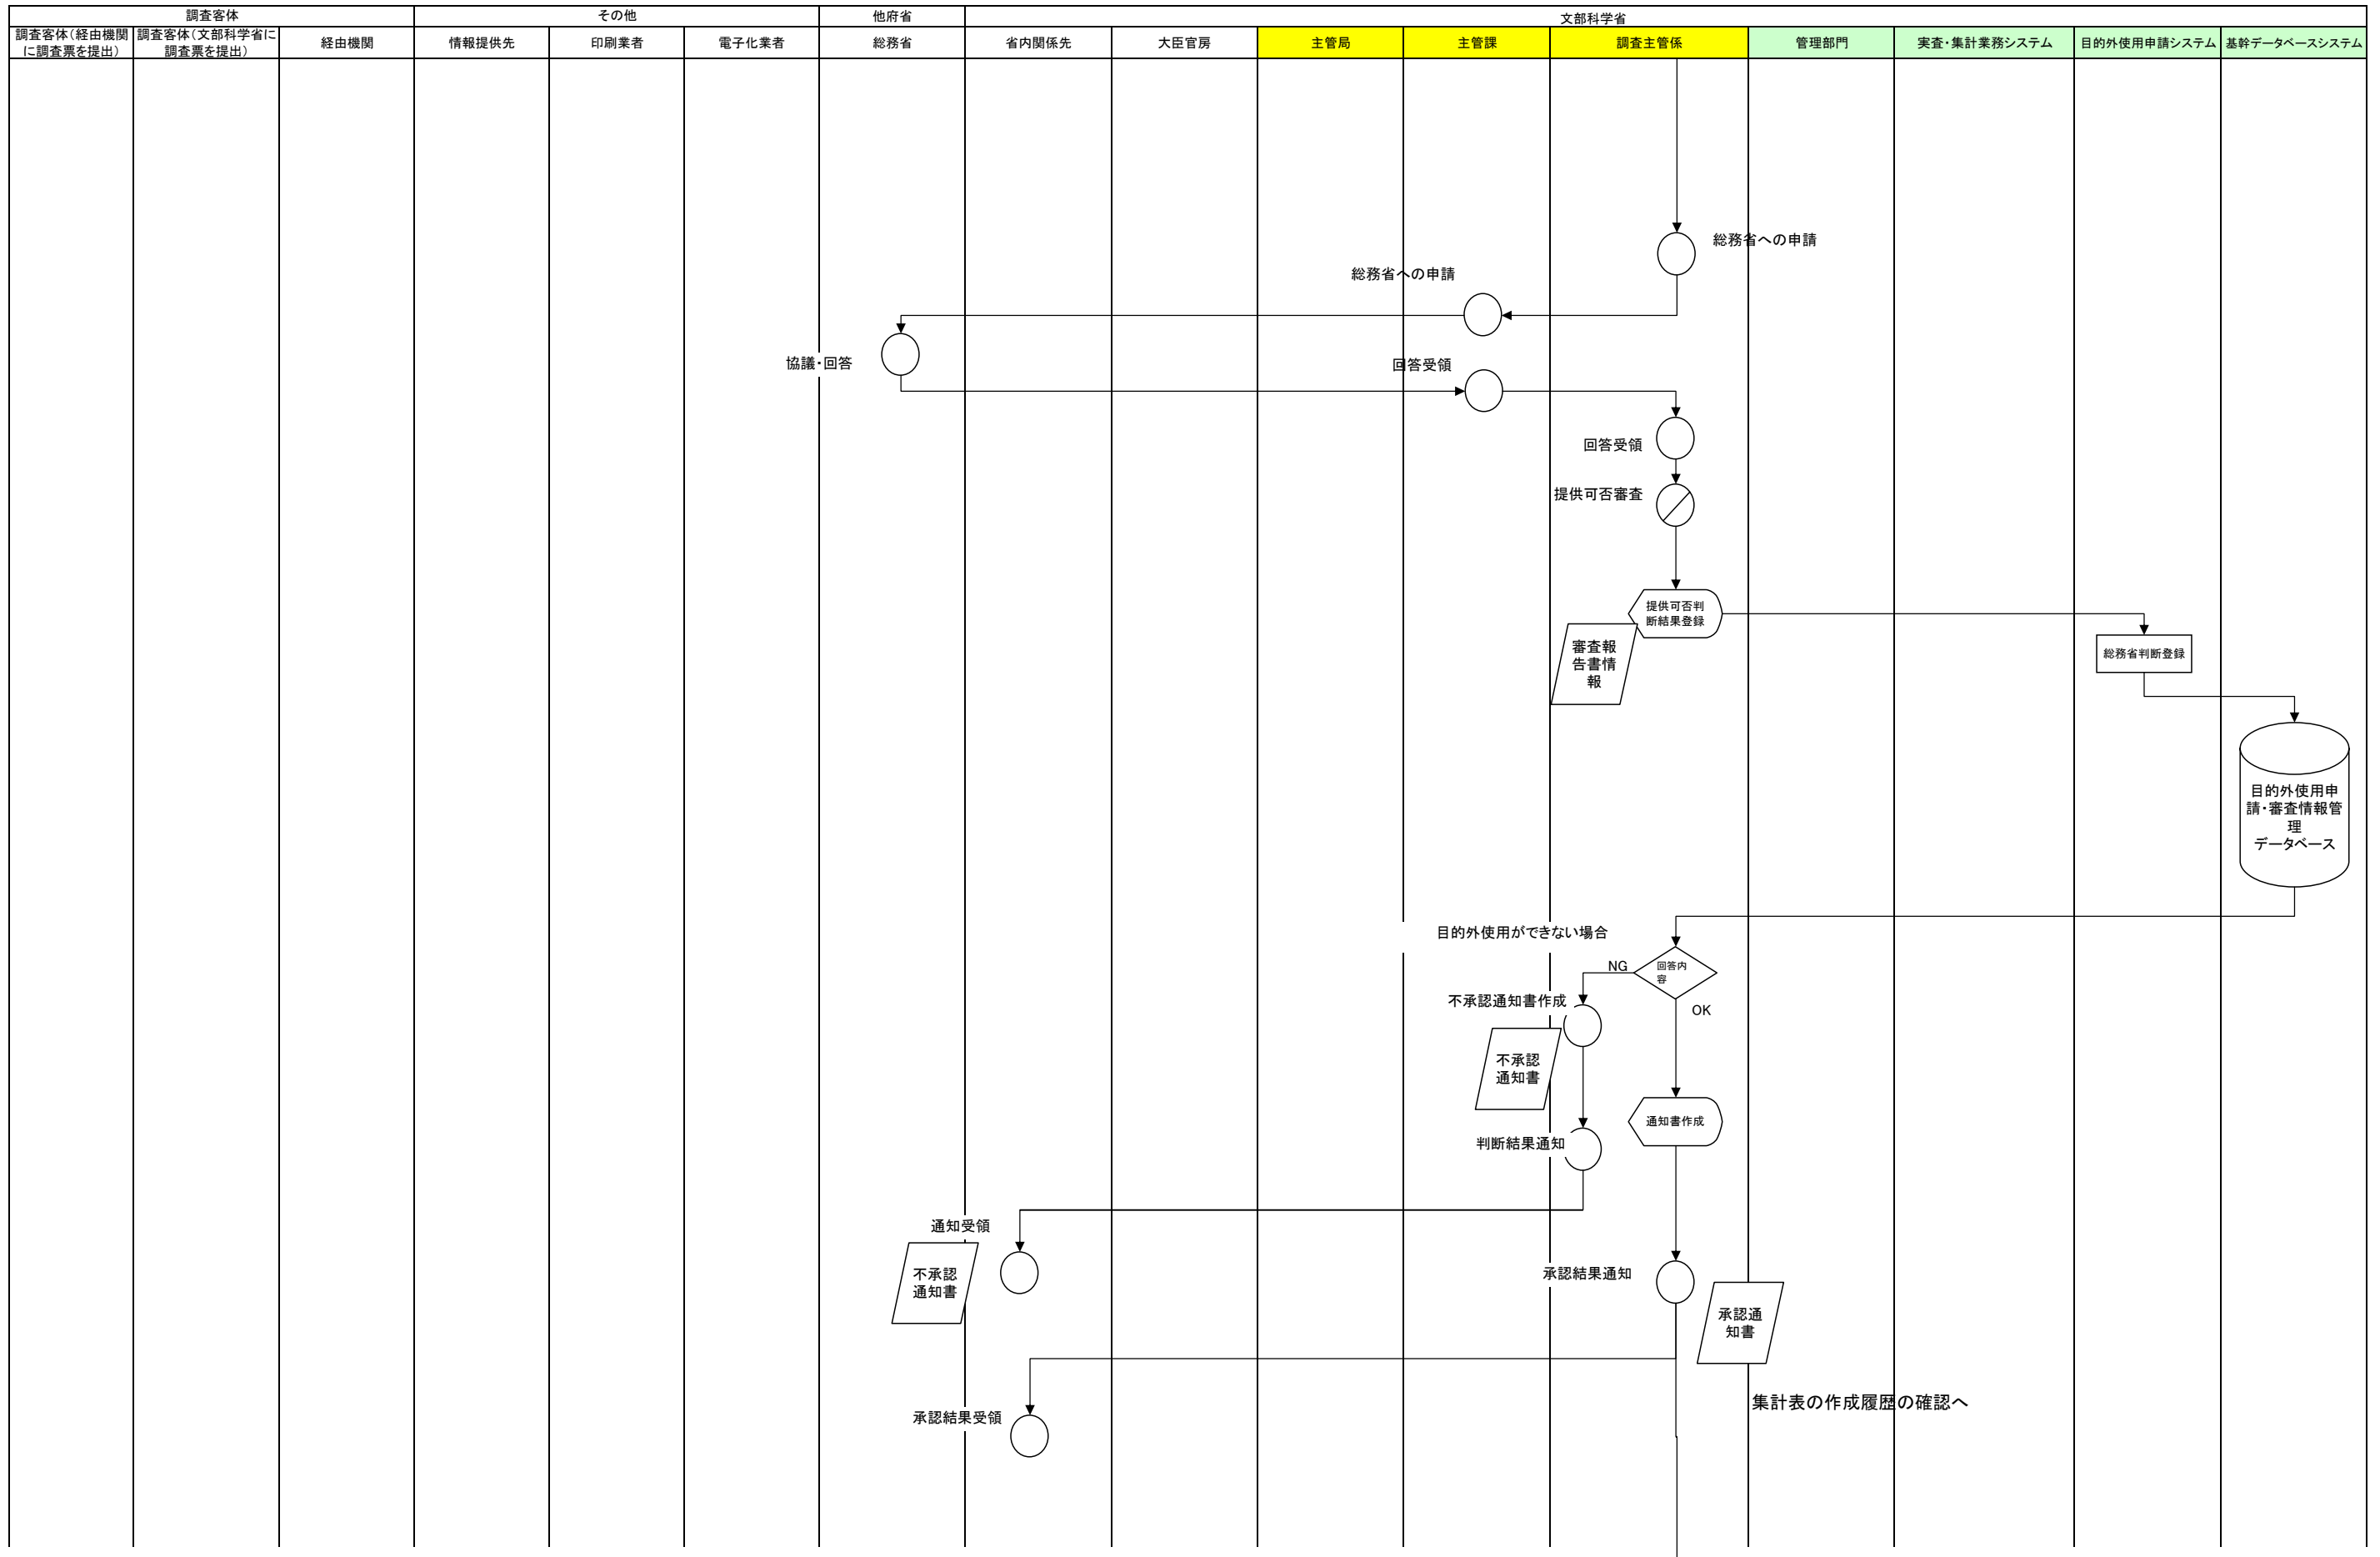 調査客体
その他
他府省
文部科学省
調査客体（経由機関
に調査票を提出）
調査客体（文部科学省に
調査票を提出）
経由機関
情報提供先
印刷業者
電子化業者
総務省
省内関係先
大臣官房
主管局
主管課
調査主管係
管理部門
実査・集計業務システム
目的外使用申請システム
基幹データベースシステム
総務省への申請
総務省への申請
協議・回答
回答受領
回答受領
提供可否審査
提供可否判
断結果登録
審査報
告書情
報
総務省判断登録
目的外使用申
請・審査情報管
理
データベース
目的外使用ができない場合
NG
回答内
容
OK
不承認通知書作成
不承認
通知書
通知書作成
判断結果通知
通知受領
不承認
通知書
承認結果通知
承認通
知書
集計表の作成履歴の確認へ
承認結果受領